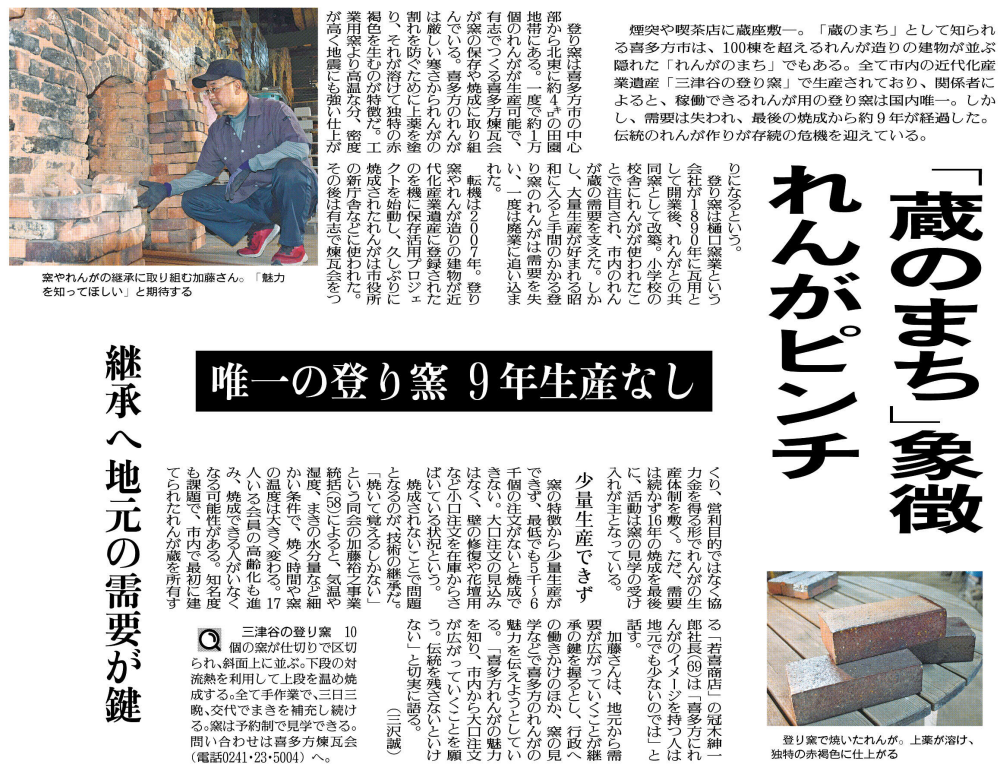 「蔵のまち」象徴
れんがピンチ
唯一の登り窯 9年生産なし
継承へ地元の需要が鍵
煙突や喫茶店に蔵座敷―。「蔵のまち」として知られ
る喜多方市は、100棟を超えるれんが造りの建物が並ぶ
隠れた「れんがのまち」でもある。全て市内の近代化産
業遺産「三津谷の登り窯」で生産されており、関係者に
よると、稼働できるれんが用の登り窯は国内唯一。しか
し、需要は失われ、最後の焼成から約9年が経過した。
伝統のれんが作りが存続の危機を迎えている。
登り窯は喜多方市の中心
部から北東に約4㌔の田園
地帯にある。一度で約1万
個のれんがが生産可能で、
有志でつくる喜多方煉瓦会
が窯の保存や焼成に取り組
んでいる。喜多方のれんが
は厳しい寒さかられんがの
割れを防ぐために上薬を塗
り、それが溶けて独特の赤
褐色を生むのが特徴だ。工
業用窯より高温な分、密度
が高く地震にも強い仕上が
りになるという。
登り窯は樋口窯業という
会社が1890年に瓦用と
して開業後、れんがとの共
同窯として改築。小学校の
校舎にれんがが使われたこ
とで注目され、市内のれん
が蔵の需要を支えた。しか
し、大量生産が好まれる昭
和に入ると手間のかかる登
り窯のれんがは需要を失
い、一度は廃業に追い込ま
れた。
転機は2007年。登り
窯やれんが造りの建物が近
代化産業遺産に登録された
のを機に保存活用プロジェ
クトを始動し、久しぶりに
焼成されたれんがは市役所
の新庁舎などに使われた。
その後は有志で煉瓦会をつ
くり、営利目的ではなく協
力金を得る形でれんがの生
産体制を敷く。ただ、需要
は続かず16年の焼成を最後
に、活動は窯の見学の受け
入れが主となっている。
少量生産できず
窯の特徴から少量生産が
できず、最低でも5千〜6
千個の注文がないと焼成で
きない。大口注文の見込み
はなく、壁の修復や花壇用
など小口注文を在庫からさ
ばいている状況という。
焼成されないことで問題
となるのが、技術の継承だ。
「焼いて覚えるしかない」
という同会の加藤裕之事業
統括(58)によると、気温や
湿度、まきの水分量など細
かい条件で、焼く時間や窯
の温度は大きく変わる。17
人いる会員の高齢化も進
み、焼成できる人がいなく
なる可能性がある。知名度
も課題で、市内で最初に建
てられたれんが蔵を所有す
る「若喜商店」の冠木紳一
郎社長(69)は「喜多方にれ
んがのイメージを持つ人は
地元でも少ないのでは」と
話す。
加藤さんは、地元から需
要が広がっていくことが継
承の鍵を握るとし、行政へ
の働きかけのほか、窯の見
学などで喜多方のれんがの
魅力を伝えようとしてい
る。「喜多方れんがの魅力
を知り、市内から大口注文
が広がっていくことを願
う。伝統を残さないといけ
ない」と切実に語る。
(三沢誠)
三津谷の登り窯 10
個の窯が仕切りで区切
られ、斜面上に並ぶ。下段の対
流熱を利用して上段を温め焼
成する。全て手作業で、三日三
晩、交代でまきを補充し続け
る。窯は予約制で見学できる。
問い合わせは喜多方煉瓦会
(電話0241・23・5004)へ。
窯やれんがの継承に取り組む加藤さん。「魅力
を知ってほしい」と期待する
登り窯で焼いたれんが。上薬が溶け、
独特の赤褐色に仕上がる